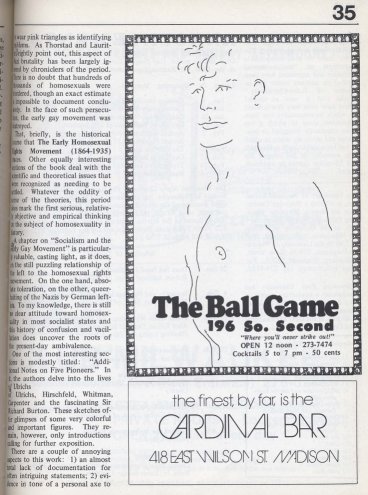 35
wear pink triangles as identifying
As Thorstad and Laurit-
rightly point out, this aspect of
brutality has been largely ig-
by chroniclers of the period.
is no doubt that hundreds of
thousands of homosexuals were
though an exact estimate
impossible to document conclu-
In the face of such persecu-
the early gay movement was
briefly, is the historical
that The Early Homosexual
Rights Movement (1864-1935)
Other equally interesting
of the book deal with the
scientific and theoretical issues that
recognized as needing to be
Whatever the oddity of
of the theories, this period
mark the first serious, relative-
objective and empirical thinking
the subject of homosexuality in
A chapter on "Socialism and the
Gay Movement" is particular-
valuable, casting light, as it does,
the still puzzling relationship of
the left to the homosexual rights
On the one hand, abso-
toleration, on the other, queer-
of the Nazis by German left-
To my knowledge, there is still
clear attitude toward homosex-
in most socialist states and
history of confusion and vacil-
does uncover the roots of
present-day ambivalence.
One of the most interesting sec-
is modestly titled: "Addi-
Notes on Five Pioneers." In
the authors delve into the lives
Ulrichs
Ulrichs, Hirschfeld, Whitman,
Carpenter and the fascinating Sir
Richard Burton. These sketches of-
glimpses of some very colorful
important figures. They re-
however, only introductions
for further exposition.
There are a couple of annoying
aspects to this work: 1) an almost
lack of documentation for
intriguing statements; 2) evi-
in tone of a personal axe to
The Ball Game
196 So. Second
"Where you'll never strike out!"
OPEN 12 noon - 273-7474
Cocktails 5 to 7 pm - 50 cents
the finest, by far, is the
CARDINAL BAR
418 EAST WILSON ST. MADISON